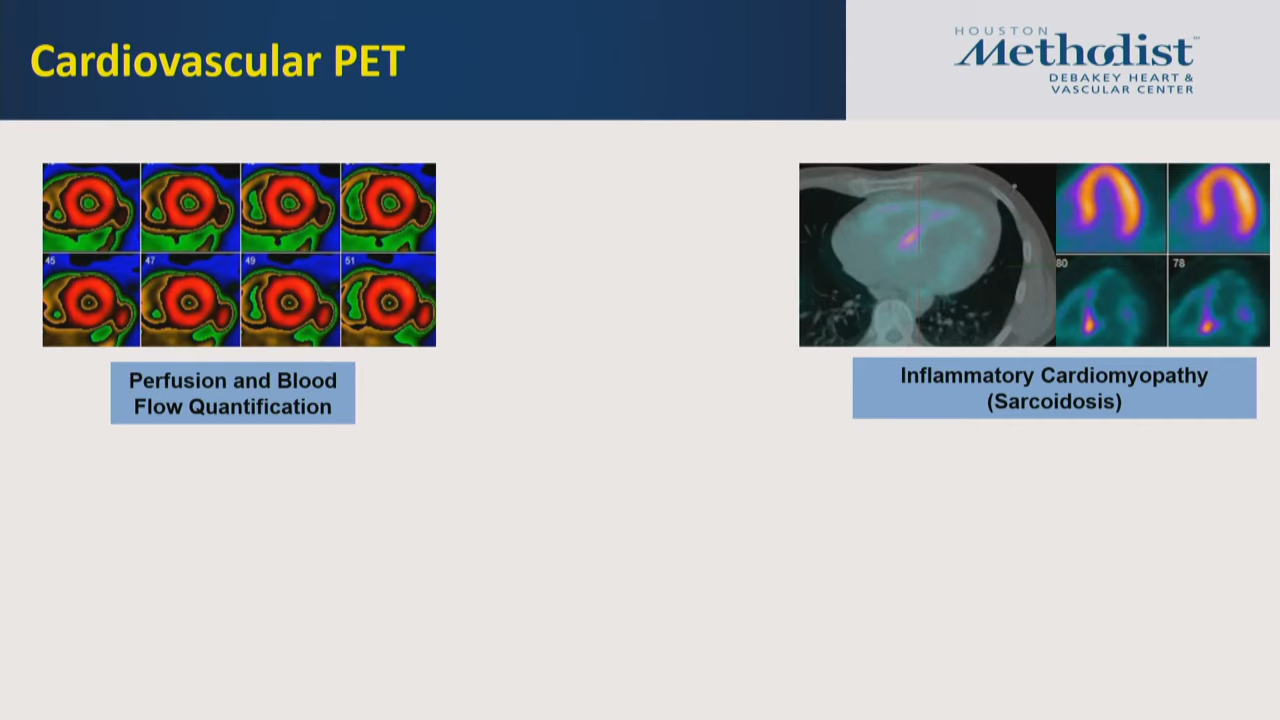 Cardiovascular PET
HOUSTON
Methodist
DEBAKEY HEART &
VASCULAR CENTER
45
47
49
51
80
78
Perfusion and Blood
Flow Quantification
Inflammatory Cardiomyopathy
(Sarcoidosis)